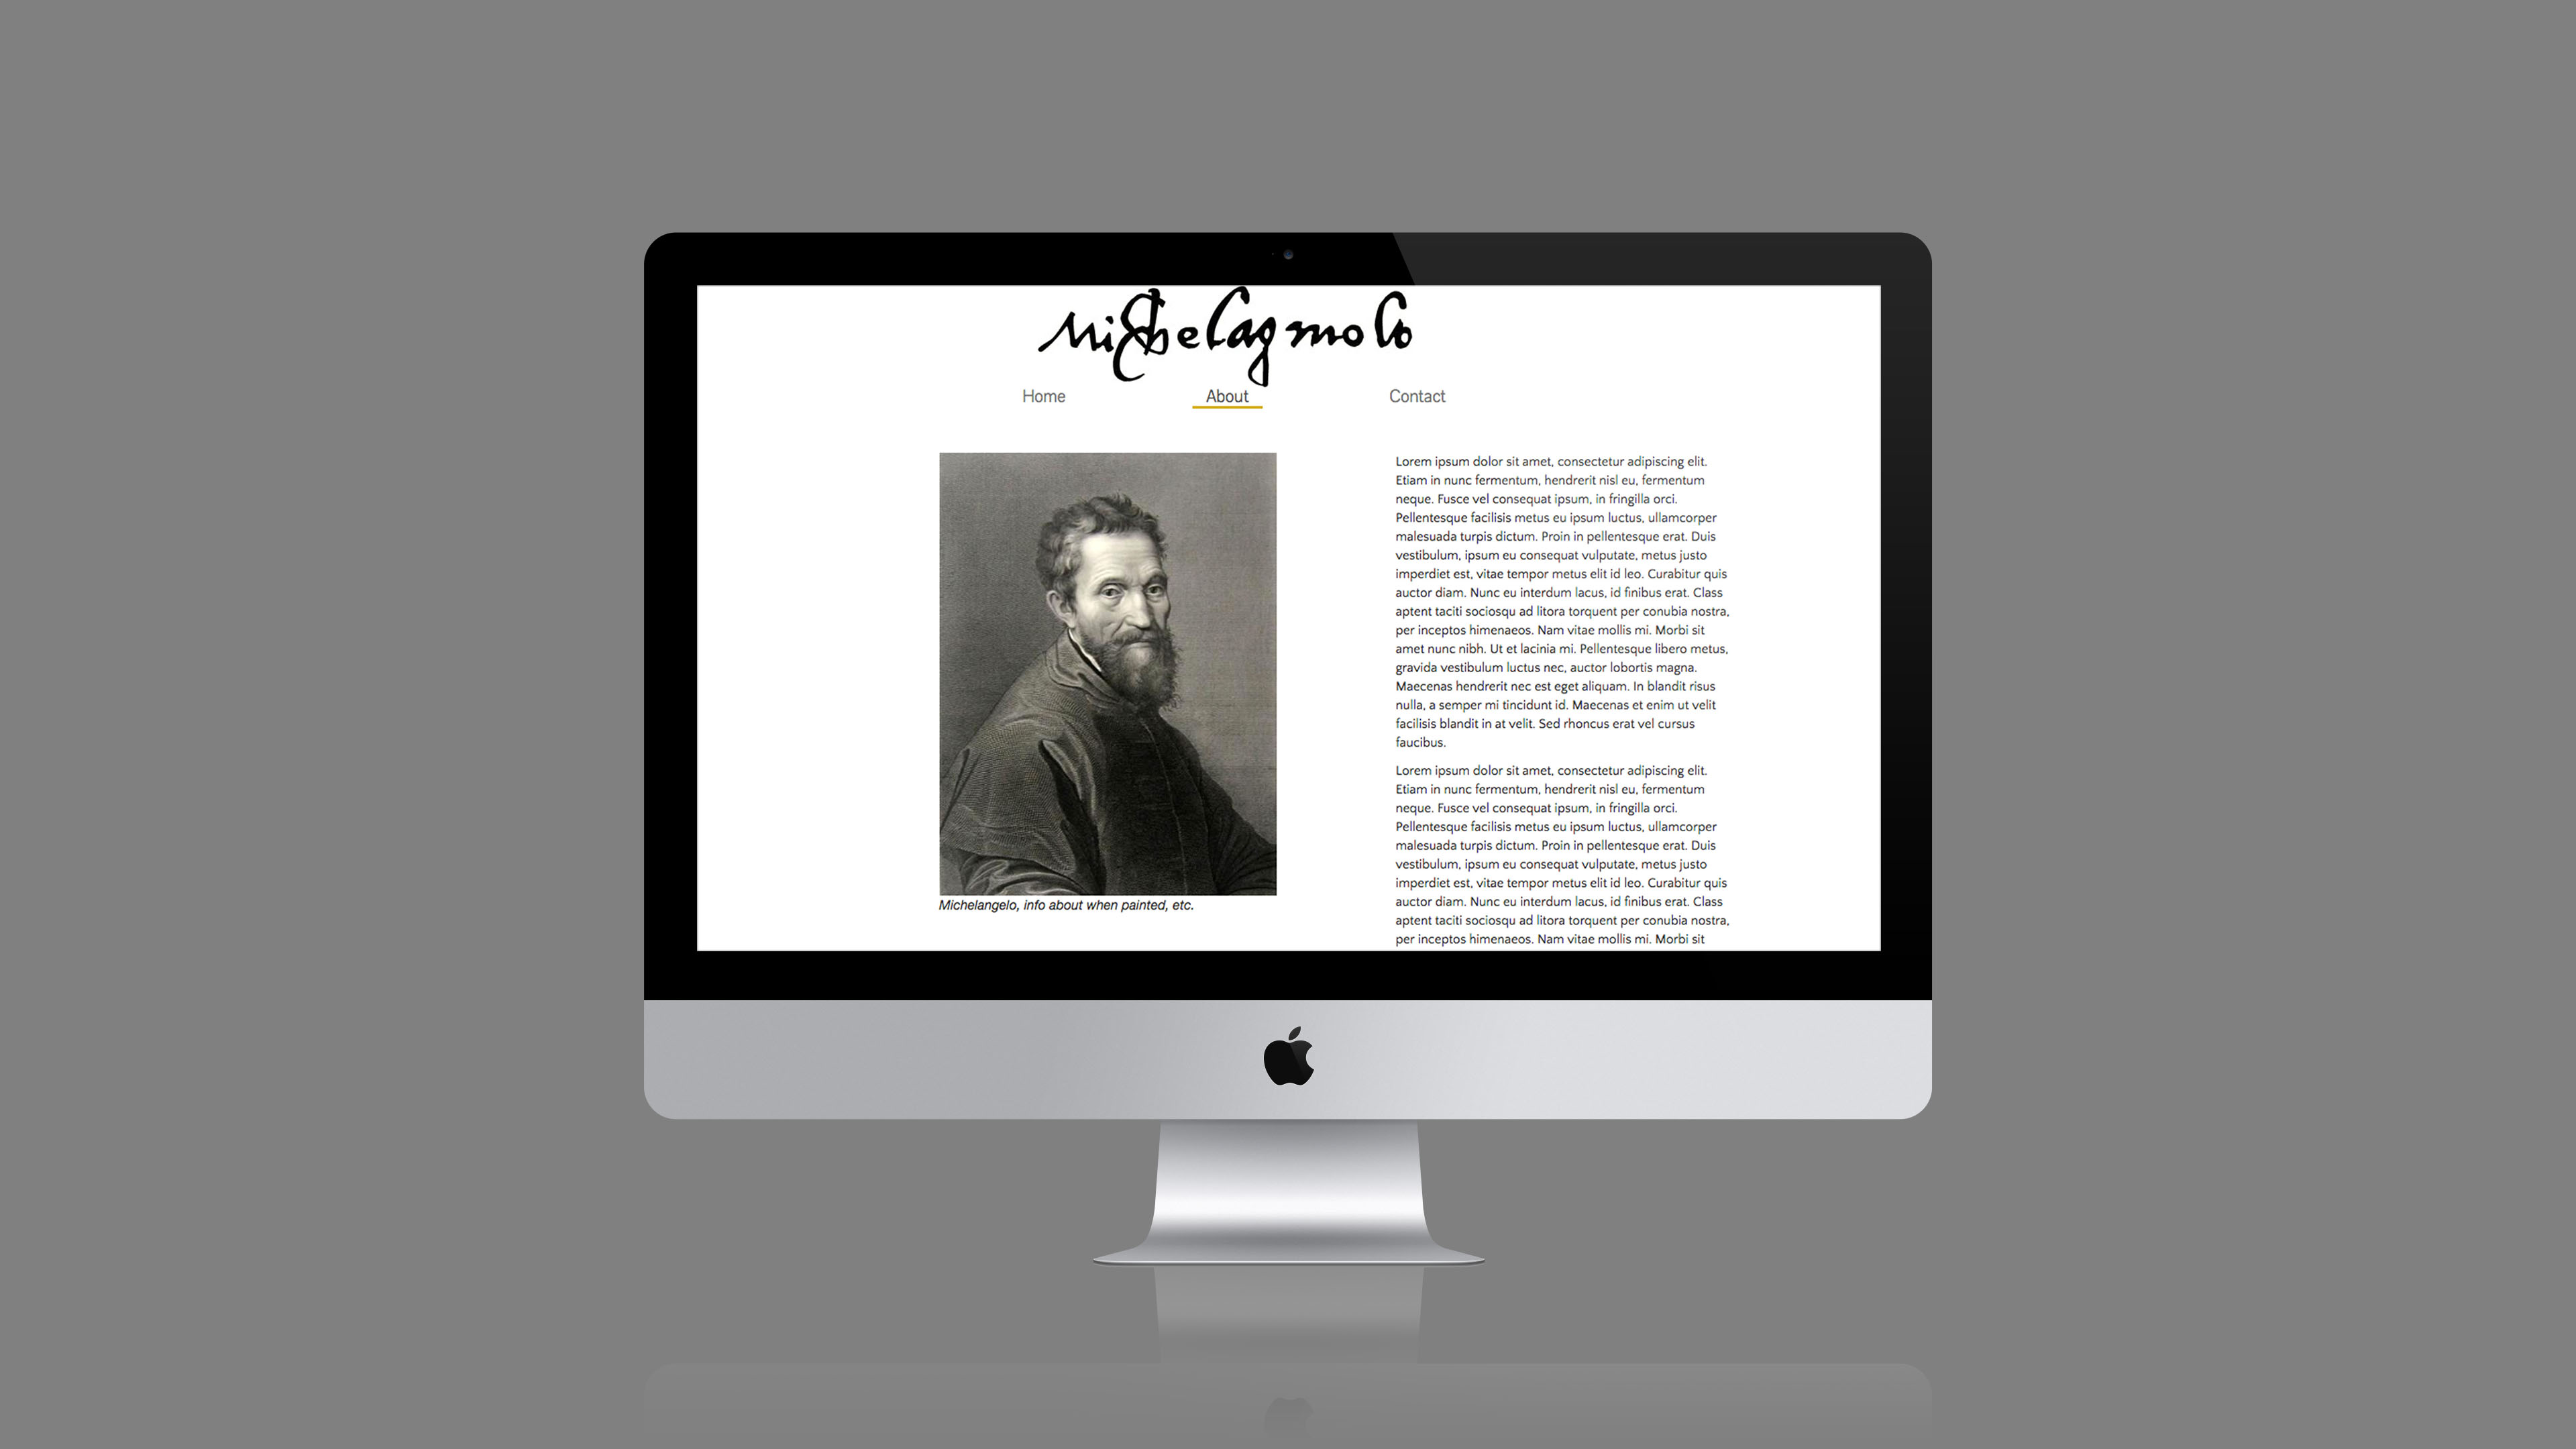 Michelagniolo
Home About Contact
Lorem ipsum dolor sit amet, consectetur adipiscing elit.
Etiam in nunc fermentum, hendrerit nisl eu, fermentum
neque. Fusce vel consequat ipsum, in fringilla orci.
Pellentesque facilisis metus eu ipsum luctus, ullamcorper
malesuada turpis dictum. Proin in pellentesque erat. Duis
vestibulum, ipsum eu consequat vulputate, metus justo
imperdiet est, vitae tempor metus elit id leo. Curabitur quis
auctor diam. Nunc eu interdum lacus, id finibus erat. Class
aptent taciti sociosqu ad litora torquent per conubia nostra,
per inceptos himenaeos. Nam vitae mollis mi. Morbi sit
amet nunc nibh. Ut et lacinia mi. Pellentesque libero metus,
gravida vestibulum luctus nec, auctor lobortis magna.
Maecenas hendrerit nec est eget aliquam. In blandit risus
nulla, a semper mi tincidunt id. Maecenas et enim ut velit
facilisis blandit in at velit. Sed rhoncus erat vel cursus
faucibus.
Lorem ipsum dolor sit amet, consectetur adipiscing elit.
Etiam in nunc fermentum, hendrerit nisl eu, fermentum
neque. Fusce vel consequat ipsum, in fringilla orci.
Pellentesque facilisis metus eu ipsum luctus, ullamcorper
malesuada turpis dictum. Proin in pellentesque erat. Duis
vestibulum, ipsum eu consequat vulputate, metus justo
imperdiet est, vitae tempor metus elit id leo. Curabitur quis
auctor diam. Nunc eu interdum lacus, id finibus erat. Class
aptent taciti sociosqu ad litora torquent per conubia nostra,
per inceptos himenaeos. Nam vitae mollis mi. Morbi sit
Michelangelo, info about when painted, etc.